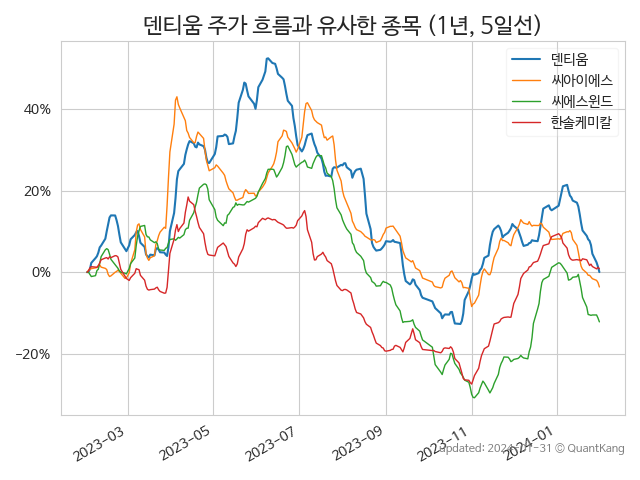 덴티움 주가 흐름과 유사한 종목 (1년, 5일선)
덴티움
씨아이에스
씨에스윈드
한솔케미칼
40%
20%
0%
−20%
2023-03
2023-05
2023-07
2023-09
2023-11
2024-01
updated: 2024-01-31 © QuantKang